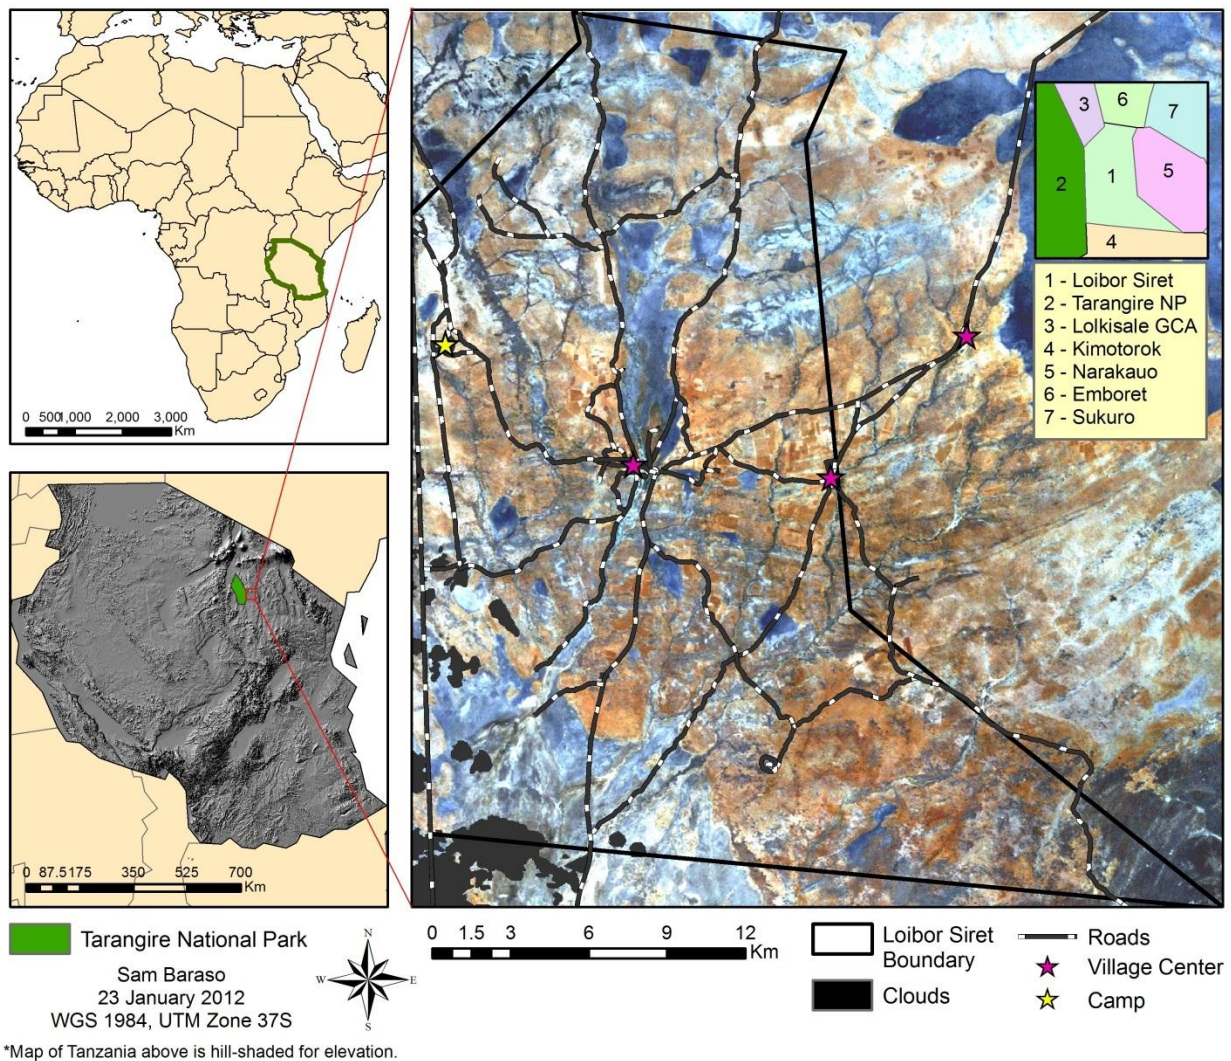 0 500 1,000 2,000 3,000
Km
0 87.5 175 350 525 700
Km
3
6
7
2
1
5
4
1 - Loibor Siret
2 - Tarangire NP
3 - Lolkisale GCA
4 - Kimotorok
5 - Narakauo
6 - Emboret
7 - Sukuro
Tarangire National Park
Sam Baraso
23 January 2012
WGS 1984, UTM Zone 37S
N
W
E
S
*Map of Tanzania above is hill-shaded for elevation.
0 1.5 3 6 9 12
Km
Loibor Siret
Boundary
Clouds
Roads
Village Center
Camp